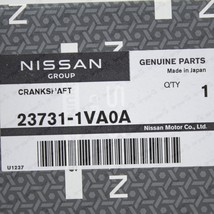 NISSAN
GROUP
GENUINE PARTS
Made in Japan
CRANKSHAFT
Q'TY
1
23731-1VA0A
Nissan Motor Co., Ltd.
U1237
Z
Z